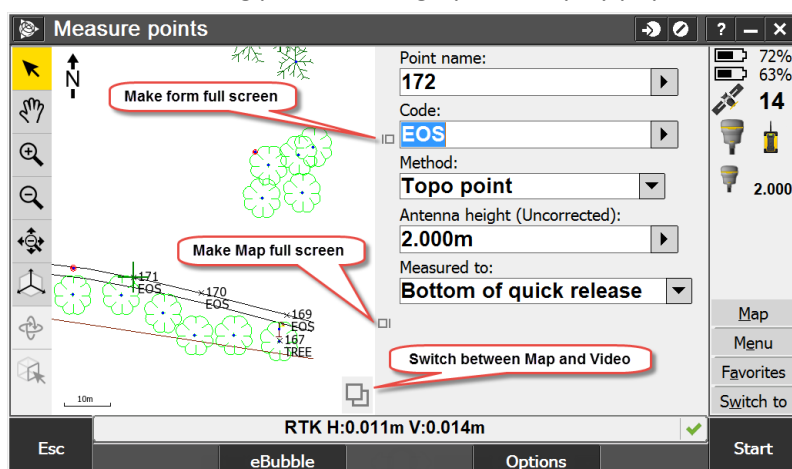 Measure points
? – ×
N
Make form full screen
Point name:
172
Code:
EOS
Method:
Topo point
Antenna height (Uncorrected):
2.000m
Measured to:
Bottom of quick release
72%
63%
14
2.000
Make Map full screen
171
EOS
170
EOS
169
EOS
167
TREE
Switch between Map and Video
10m
Map
Menu
Favorites
Switch to
RTK H:0.011m V:0.014m
Esc
eBubble
Options
Start